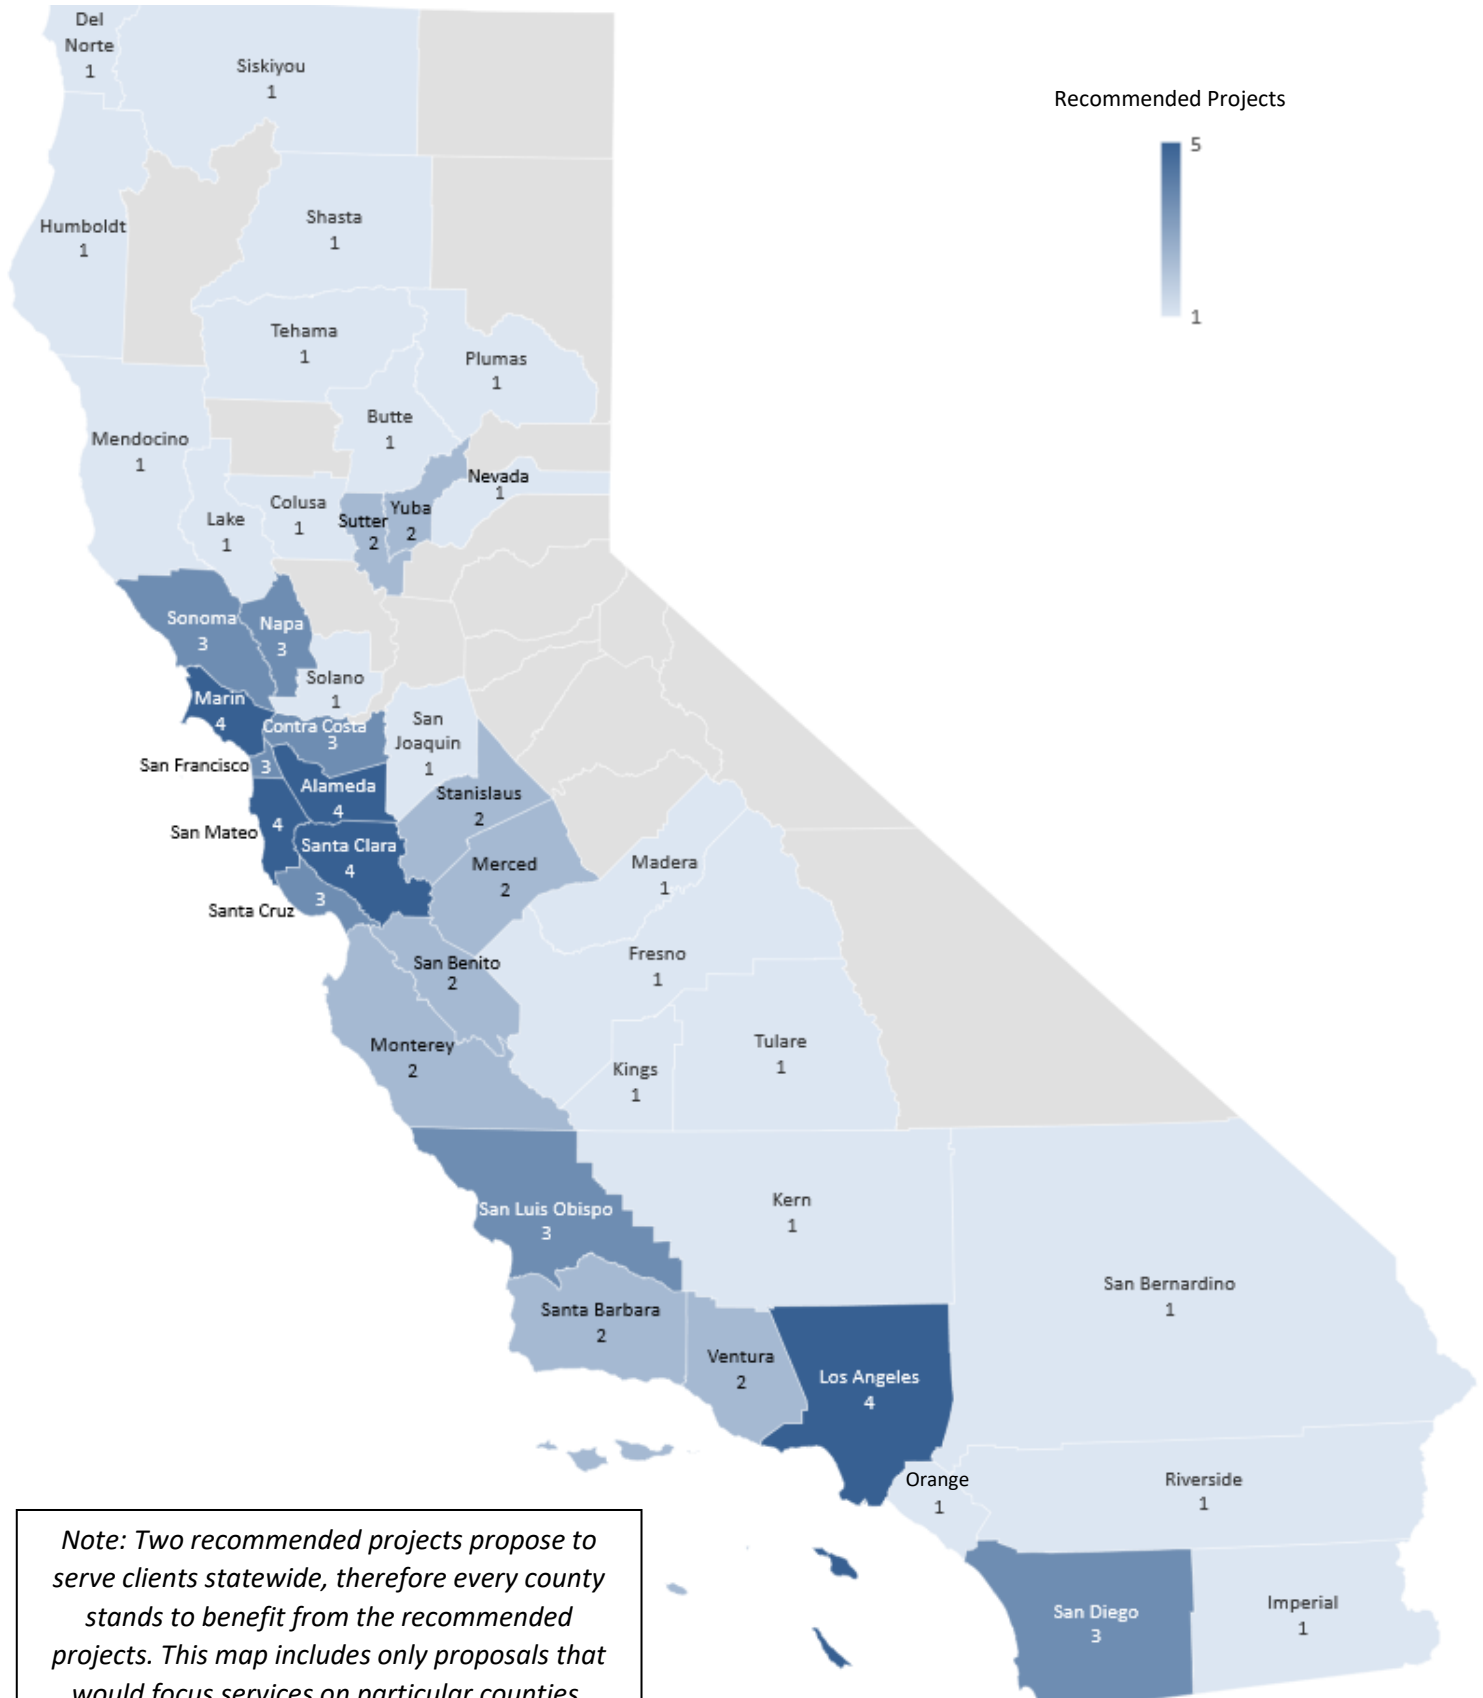 Del
Norte
1
Siskiyou
1
Recommended Projects
5
1
Humboldt
1
Shasta
1
Tehama
1
Plumas
1
Butte
1
Mendocino
1
Nevada
1
Colusa
1
Lake
1
Sutter
2
Yuba
2
Sonoma
3
Napa
3
Solano
1
Marin
4
Contra Costa
3
San
Joaquin
1
San Francisco
3
Alameda
4
Stanislaus
2
San Mateo
4
Santa Clara
4
Merced
2
Madera
1
Santa Cruz
3
Fresno
1
San Benito
2
Monterey
2
Kings
1
Tulare
1
San Luis Obispo
3
Kern
1
San Bernardino
1
Santa Barbara
2
Ventura
2
Los Angeles
4
Orange
1
Riverside
1
San Diego
3
Imperial
1
Note: Two recommended projects propose to
serve clients statewide, therefore every county
stands to benefit from the recommended
projects. This map includes only proposals that
would focus services on particular counties